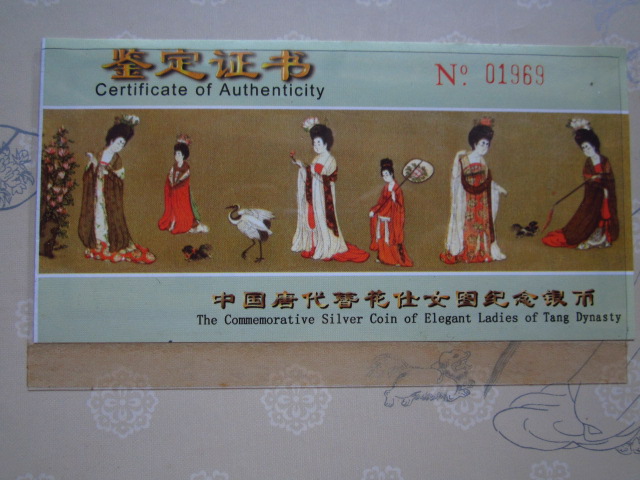 鉴定证书
Certificate of Authenticity
Nº 01969
中国唐代簪花仕女图纪念银币
The Commemorative Silver Coin of Elegant Ladies of Tang Dynasty